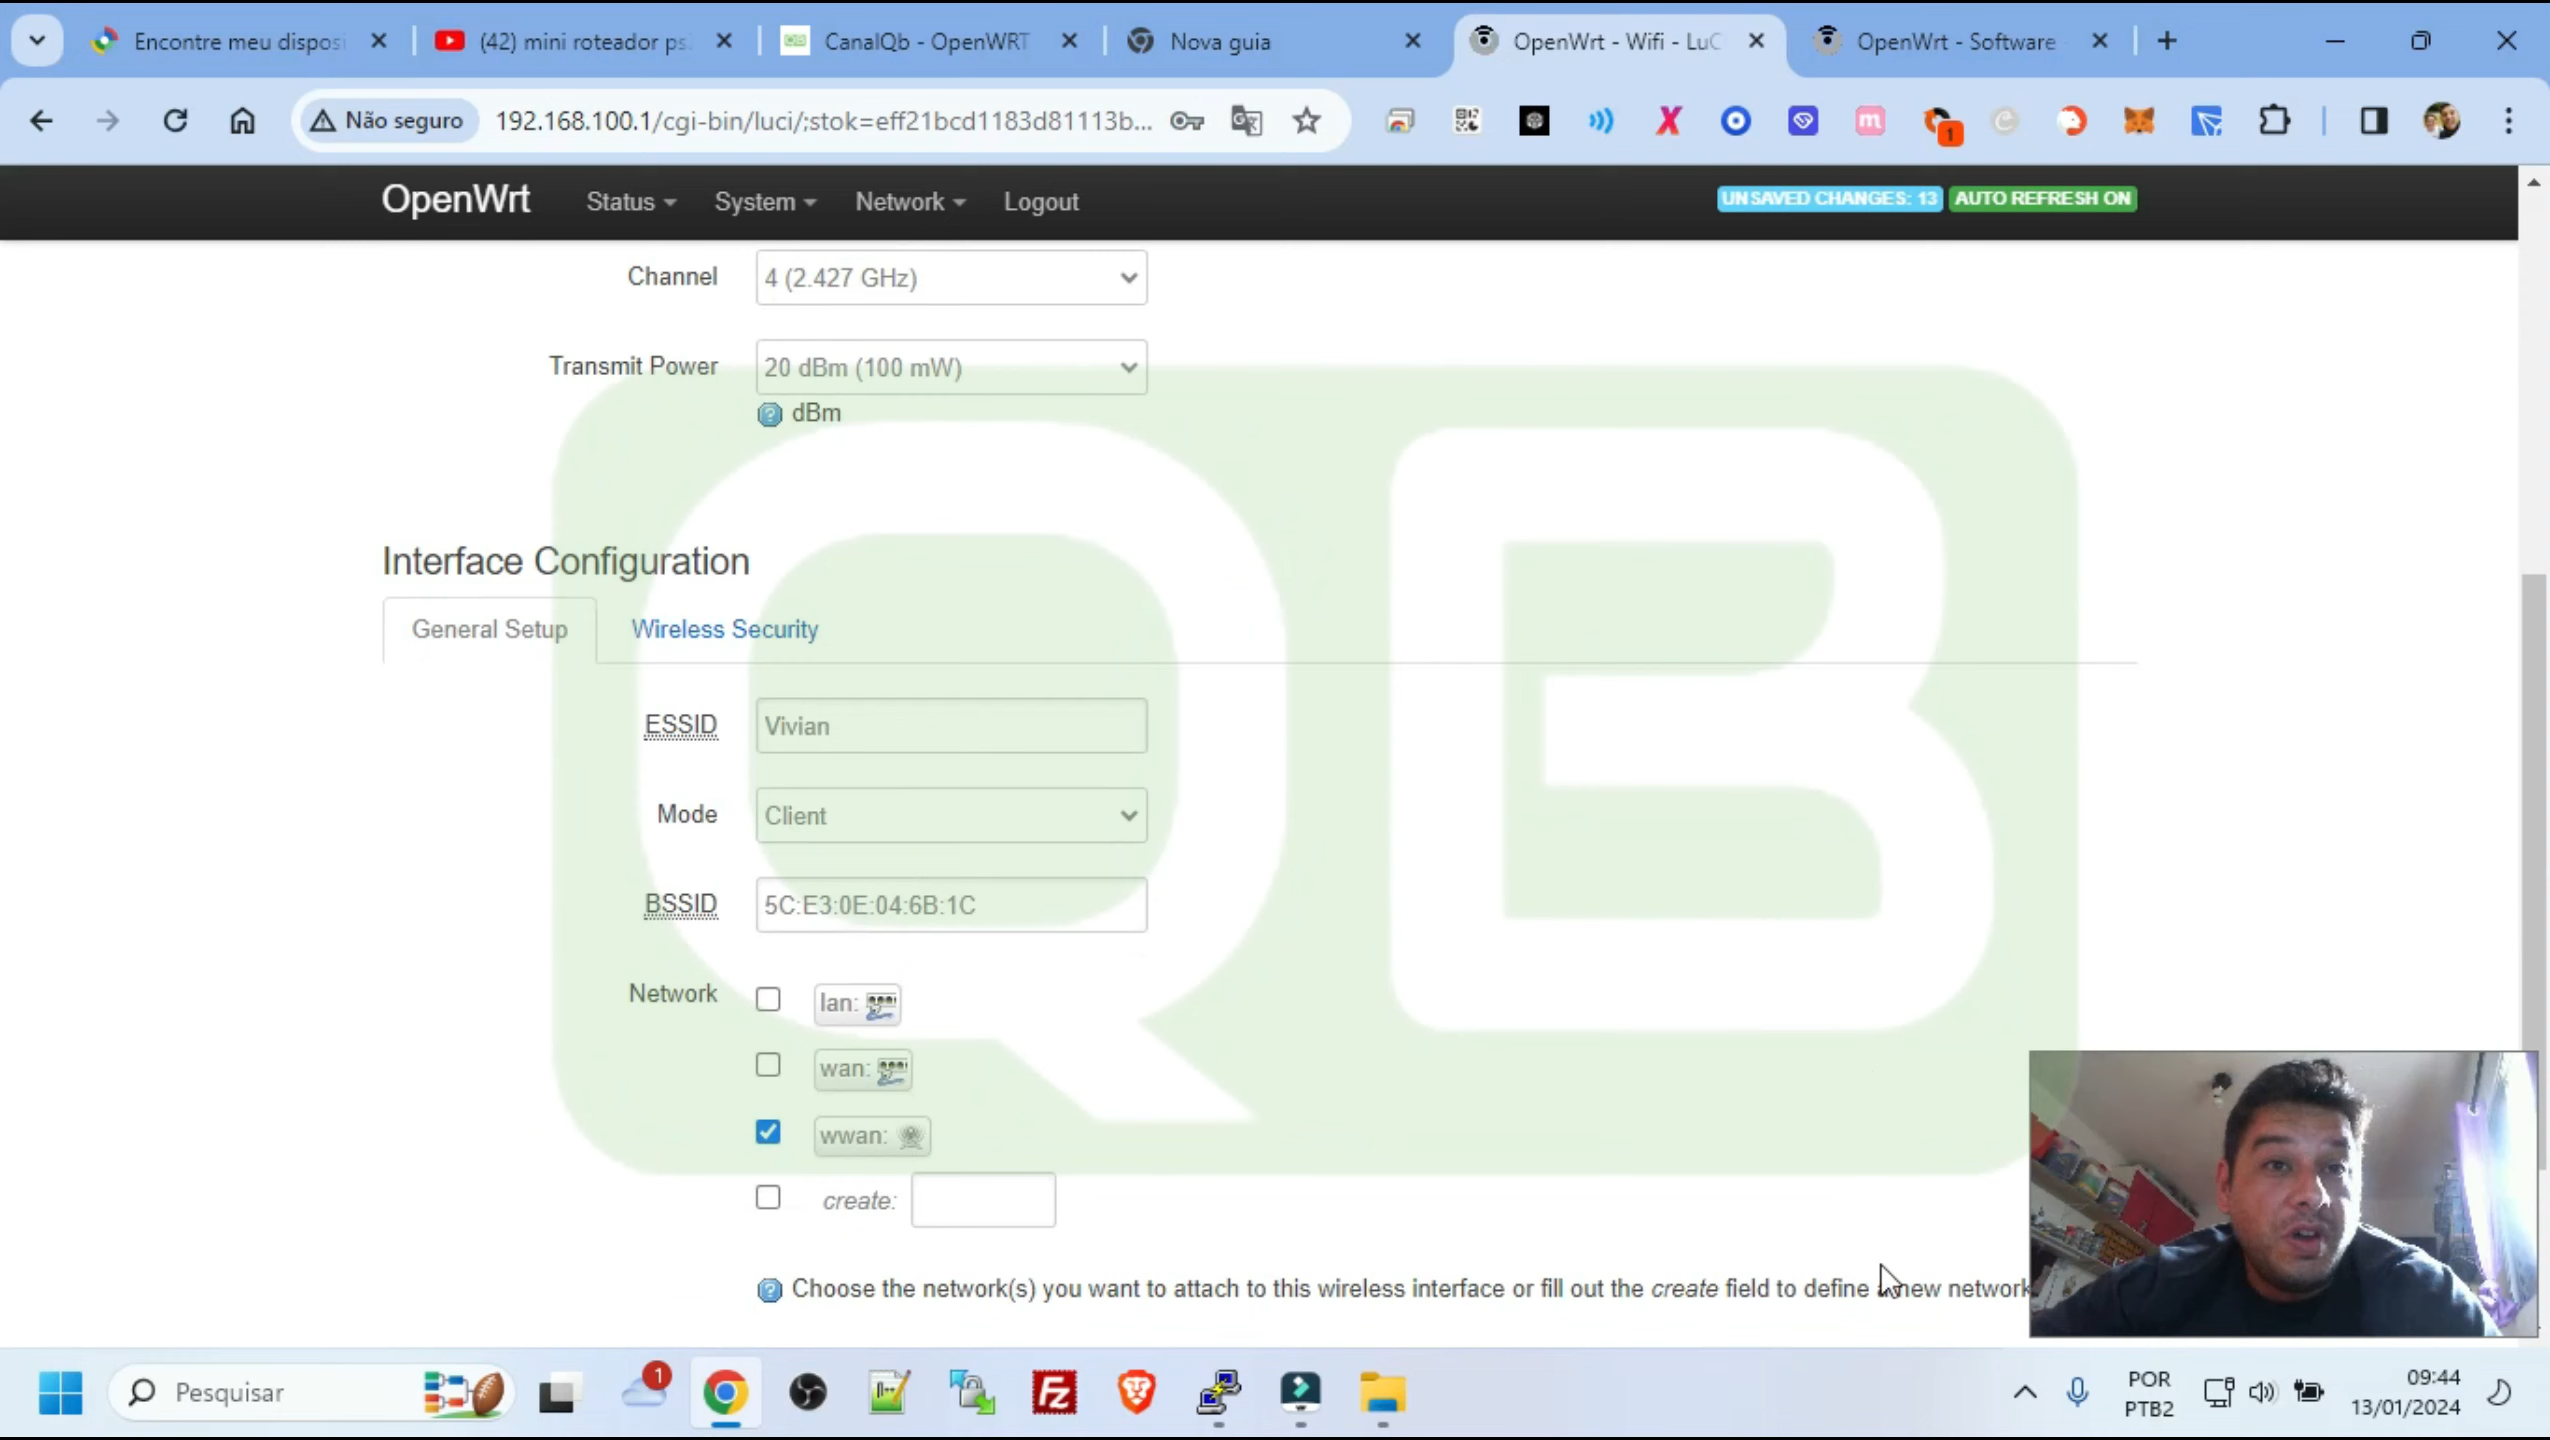 Encontre meu disposi
(42) mini roteador ps
CanalQb - OpenWRT
Nova guia
OpenWrt - Wifi - LuC
OpenWrt - Software
Não seguro
192.168.100.1/cgi-bin/luci/;stok=eff21bcd1183d81113b...
1
OpenWrt
Status
System
Network
Logout
UNSAVED CHANGES: 13
AUTO REFRESH ON
Channel
4 (2.427 GHz)
Transmit Power
20 dBm (100 mW)
dBm
QB
Interface Configuration
General Setup
Wireless Security
ESSID
Vivian
Mode
Client
BSSID
5C:E3:0E:04:6B:1C
Network
lan:
wan:
wwan:
create:
Choose the network(s) you want to attach to this wireless interface or fill out the create field to define a new network
Pesquisar
1
POR
PTB2
09:44
13/01/2024